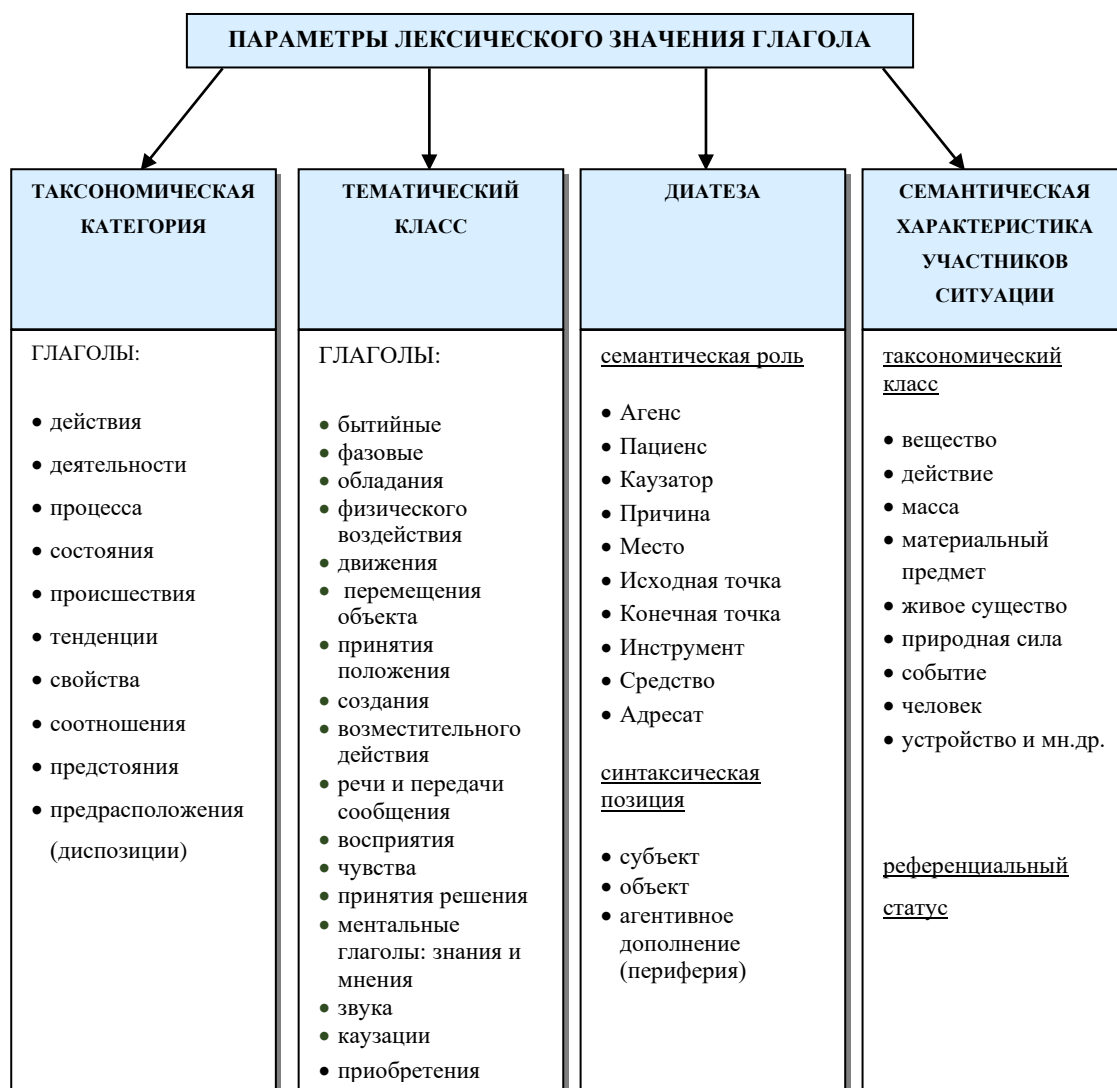 ПАРАМЕТРЫ ЛЕКСИЧЕСКОГО ЗНАЧЕНИЯ ГЛАГОЛА
ТАКСОНОМИЧЕСКАЯ
КАТЕГОРИЯ
ГЛАГОЛЫ:
• действия
• деятельности
• процесса
• состояния
• происшествия
• тенденции
• свойства
• соотношения
• предстояния
• предрасположения
(диспозиции)
ТЕМАТИЧЕСКИЙ
КЛАСС
ГЛАГОЛЫ:
• бытийные
• фазовые
• обладания
• физического
воздействия
• движения
• перемещения
объекта
• принятия
положения
• создания
• возместительного
действия
• речи и передачи
сообщения
• восприятия
• чувства
• принятия решения
• ментальные
глаголы: знания и
мнения
• звука
• каузации
• приобретения
ДИАТЕЗА
семантическая роль
• Агенс
• Пациенс
• Каузатор
• Причина
• Место
• Исходная точка
• Конечная точка
• Инструмент
• Средство
• Адресат
синтаксическая
позиция
• субъект
• объект
• агентивное
дополнение
(периферия)
СЕМАНТИЧЕСКАЯ
ХАРАКТЕРИСТИКА
УЧАСТНИКОВ
СИТУАЦИИ
таксономический
класс
• вещество
• действие
• масса
• материальный
предмет
• живое существо
• природная сила
• событие
• человек
• устройство и мн.др.
референциальный
статус